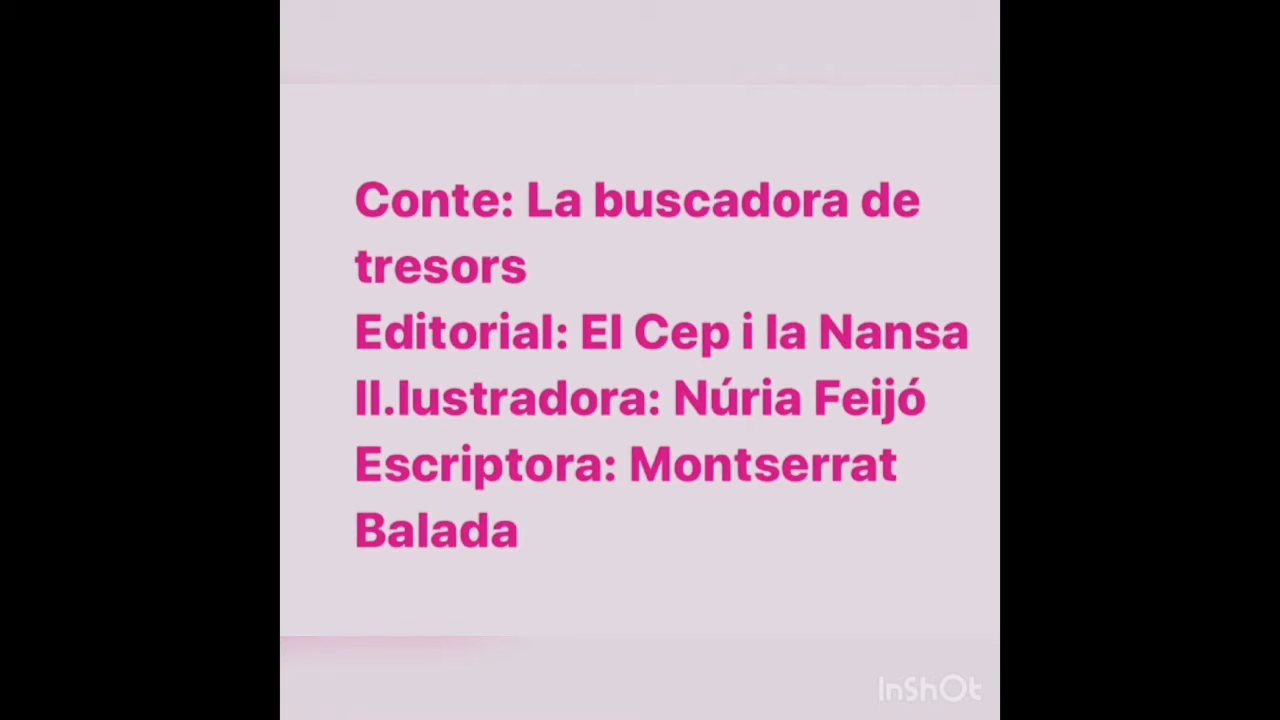 Conte: La buscadora de
tresors
Editorial: El Cep i la Nansa
Il.lustradora: Núria Feijó
Escriptora: Montserrat
Balada
InShOt